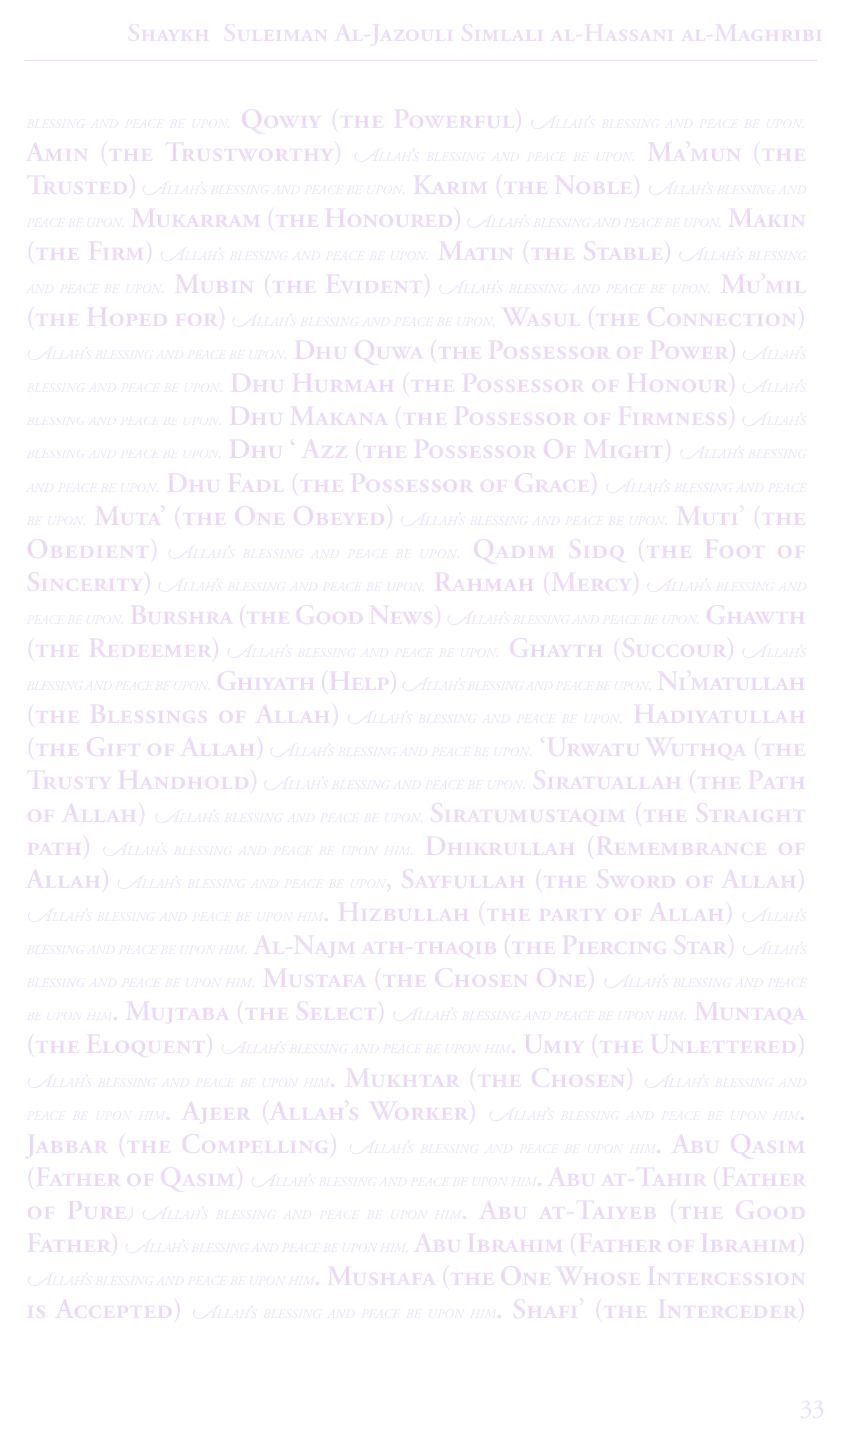 Shaykh Suleiman Al-Jazouli Simlali al-Hassani al-Maghribi
blessing and peace be upon. Qowiy (the Powerful) Allah's blessing and peace be upon.
Amin (the Trustworthy) Allah's blessing and peace be upon. Ma'mun (the
Trusted) Allah's blessing and peace be upon. Karim (the Noble) Allah's blessing and
peace be upon. Mukarram (the Honoured) Allah's blessing and peace be upon. Makin
(the Firm) Allah's blessing and peace be upon. Matin (the Stable) Allah's blessing
and peace be upon. Mubin (the Evident) Allah's blessing and peace be upon. Mu'mil
(the Hoped for) Allah's blessing and peace be upon. Wasul (the Connection)
Allah's blessing and peace be upon. Dhu Quwa (the Possessor of Power) Allah's
blessing and peace be upon. Dhu Hurmah (the Possessor of Honour) Allah's
blessing and peace be upon. Dhu Makana (the Possessor of Firmness) Allah's
blessing and peace be upon. Dhu ' Azz (the Possessor Of Might) Allah's blessing
and peace be upon. Dhu Fadl (the Possessor of Grace) Allah's blessing and peace
be upon. Muta' (the One Obeyed) Allah's blessing and peace be upon. Muti' (the
Obedient) Allah's blessing and peace be upon. Qadim Sidq (the Foot of
Sincerity) Allah's blessing and peace be upon. Rahmah (Mercy) Allah's blessing and
peace be upon. Burshra (the Good News) Allah's blessing and peace be upon. Ghawth
(the Redeemer) Allah's blessing and peace be upon. Ghayth (Succour) Allah's
blessing and peace be upon. Ghiyath (Help) Allah's blessing and peace be upon. Ni'matullah
(the Blessings of Allah) Allah's blessing and peace be upon. Hadiyatullah
(the Gift of Allah) Allah's blessing and peace be upon. 'Urwatu Wuthqa (the
Trusty Handhold) Allah's blessing and peace be upon. Siratuallah (the Path
of Allah) Allah's blessing and peace be upon. Siratumustaqim (the Straight
path) Allah's blessing and peace be upon him. Dhikrullah (Remembrance of
Allah) Allah's blessing and peace be upon, Sayfullah (the Sword of Allah)
Allah's blessing and peace be upon him. Hizbullah (the party of Allah) Allah's
blessing and peace be upon him. Al-Najm ath-thaqib (the Piercing Star) Allah's
blessing and peace be upon him. Mustafa (the Chosen One) Allah's blessing and peace
be upon him. Mujtaba (the Select) Allah's blessing and peace be upon him. Muntaqa
(the Eloquent) Allah's blessing and peace be upon him. Umiy (the Unlettered)
Allah's blessing and peace be upon him. Mukhtar (the Chosen) Allah's blessing and
peace be upon him. Ajeer (Allah's Worker) Allah's blessing and peace be upon him.
Jabbar (the Compelling) Allah's blessing and peace be upon him. Abu Qasim
(Father of Qasim) Allah's blessing and peace be upon him. Abu at-Tahir (Father
of Pure) Allah's blessing and peace be upon him. Abu at-Taiyeb (the Good
Father) Allah's blessing and peace be upon him. Abu Ibrahim (Father of Ibrahim)
Allah's blessing and peace be upon him. Mushafa (the One Whose Intercession
is Accepted) Allah's blessing and peace be upon him. Shafi' (the Interceder)
33